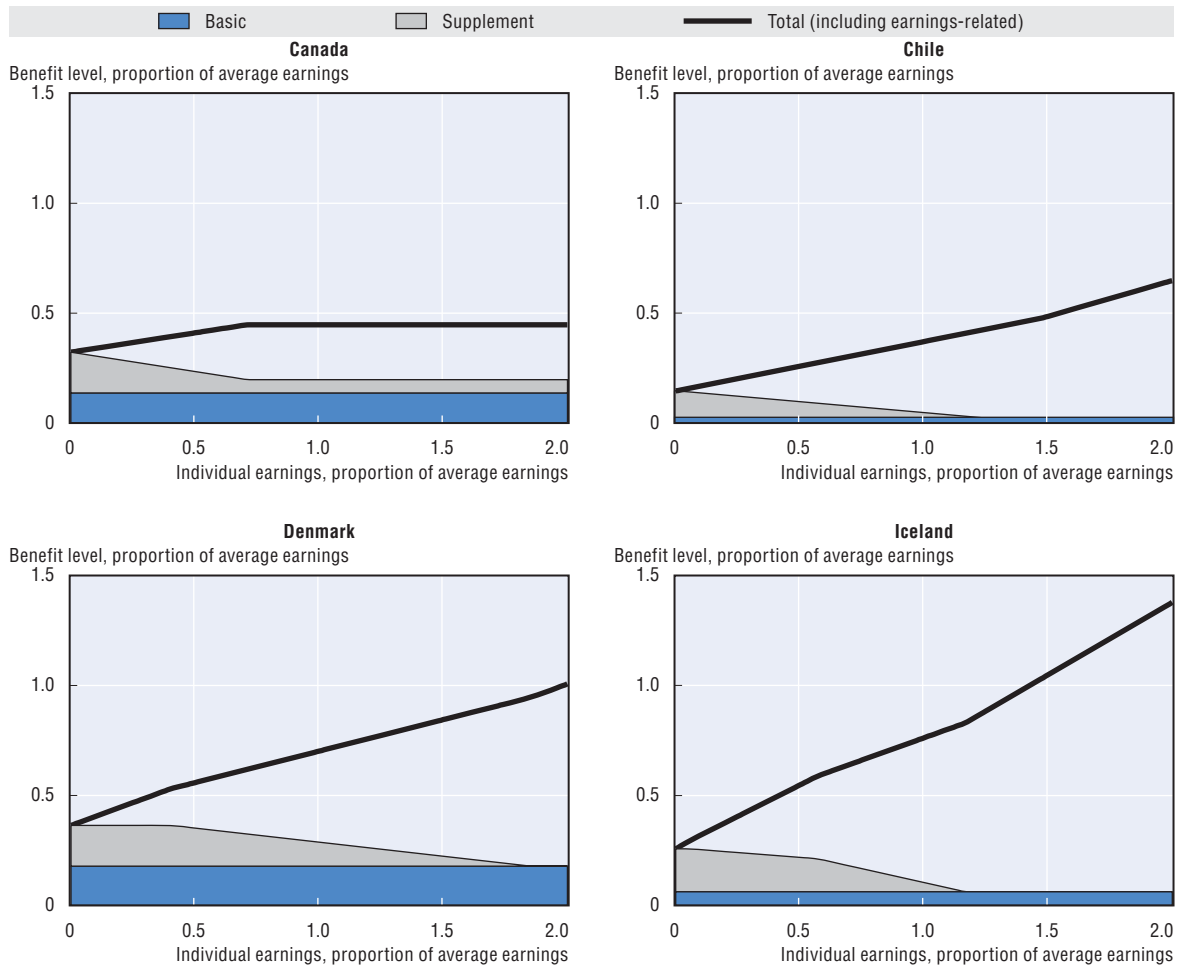 Basic Supplement Total (including earnings-related)
Canada
Benefit level, proportion of average earnings
1.5
1.0
0.5
0
0 0.5 1.0 1.5 2.0
Individual earnings, proportion of average earnings
Chile
Benefit level, proportion of average earnings
1.5
1.0
0.5
0
0 0.5 1.0 1.5 2.0
Individual earnings, proportion of average earnings
Denmark
Benefit level, proportion of average earnings
1.5
1.0
0.5
0
0 0.5 1.0 1.5 2.0
Individual earnings, proportion of average earnings
Iceland
Benefit level, proportion of average earnings
1.5
1.0
0.5
0
0 0.5 1.0 1.5 2.0
Individual earnings, proportion of average earnings